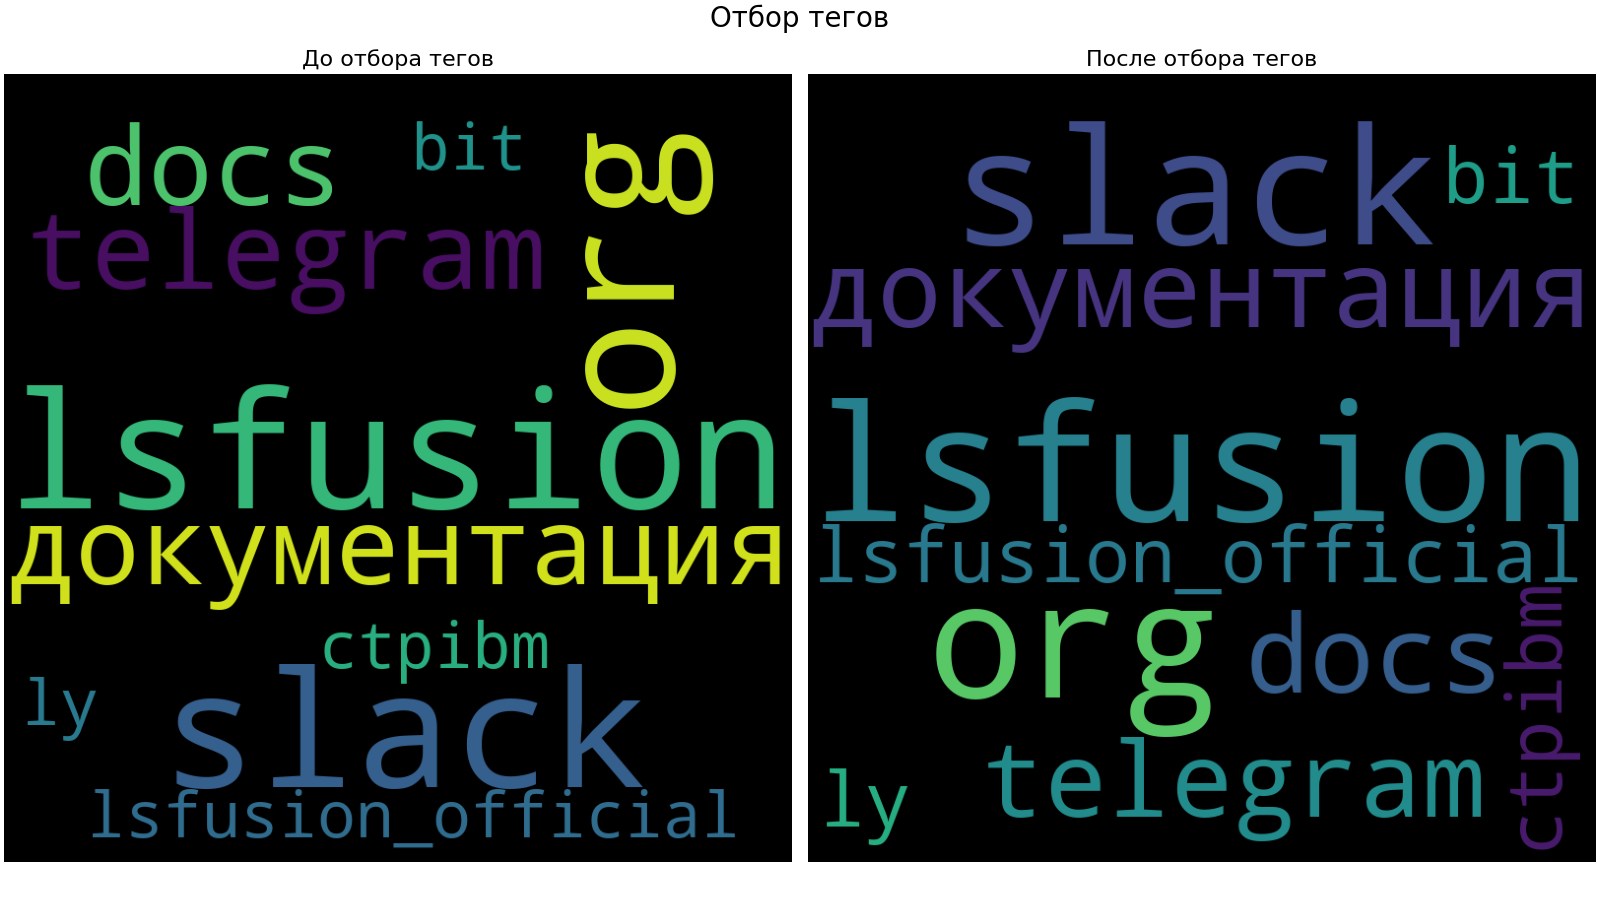 Отбор тегов
До отбора тегов
docs
bit
org
telegram
lsfusion
документация
ctpibm
ly
slack
lsfusion_official
После отбора тегов
slack
bit
документация
lsfusion
lsfusion_official
org
docs
ctpibm
telegram
ly